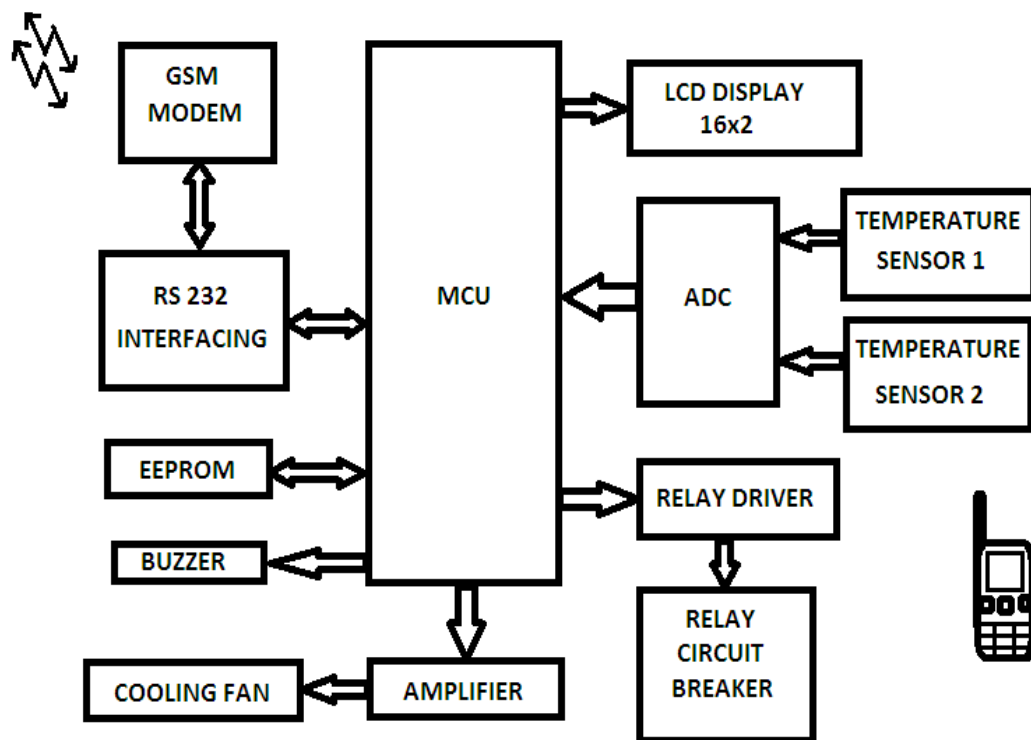 GSM
MODEM
LCD DISPLAY
16x2
TEMPERATURE
SENSOR 1
RS 232
INTERFACING
MCU
ADC
TEMPERATURE
SENSOR 2
EEPROM
RELAY DRIVER
BUZZER
RELAY
CIRCUIT
BREAKER
COOLING FAN
AMPLIFIER